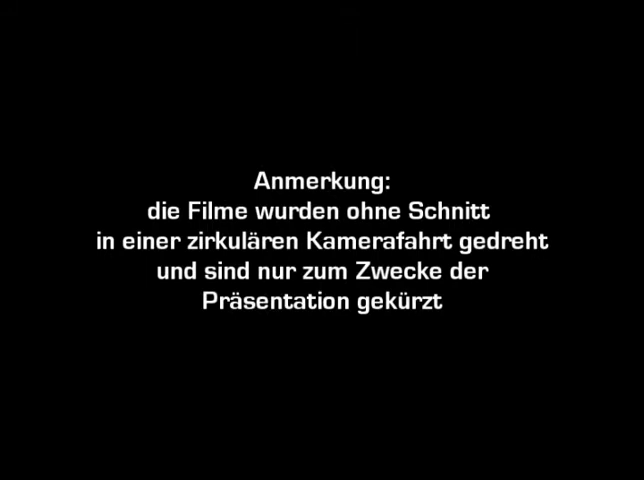 Anmerkung:
die Filme wurden ohne Schnitt
in einer zirkulären Kamerafahrt gedreht
und sind nur zum Zwecke der
Präsentation gekürzt